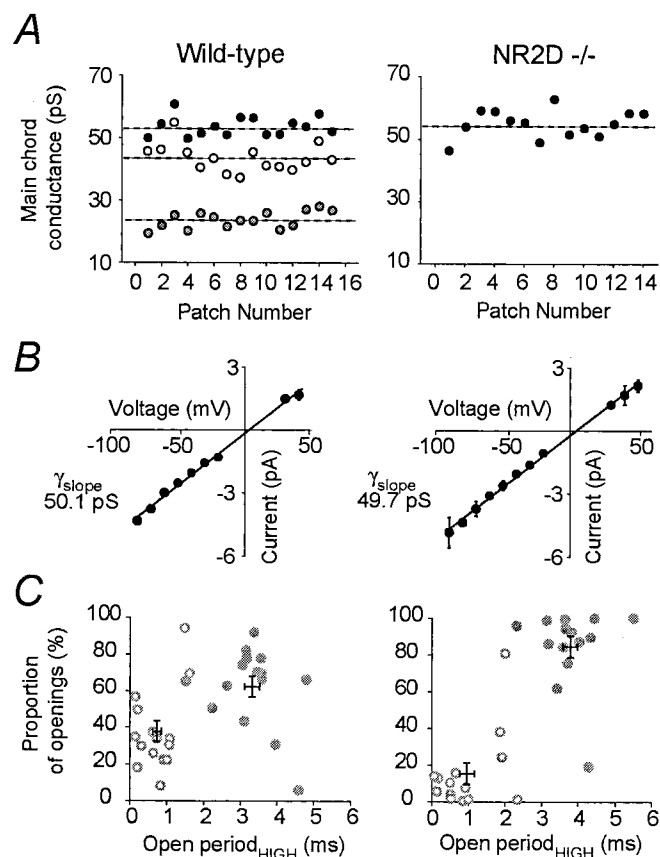 A
Wild-type
NR2D -/-
Main chord
conductance (pS)
70
50
30
10
0 2 4 6 8 10 12 14 16
Patch Number
70
50
30
10
0 2 4 6 8 10 12 14
Patch Number
B
3
Voltage (mV)
-100 -50 50
γslope
50.1 pS
-3
-6
Current (pA)
3
Voltage (mV)
-100 -50 50
γslope
49.7 pS
-3
-6
Current (pA)
C
Proportion
of openings (%)
100
80
60
40
20
0
0 1 2 3 4 5 6
Open periodHIGH (ms)
100
80
60
40
20
0
0 1 2 3 4 5 6
Open periodHIGH (ms)